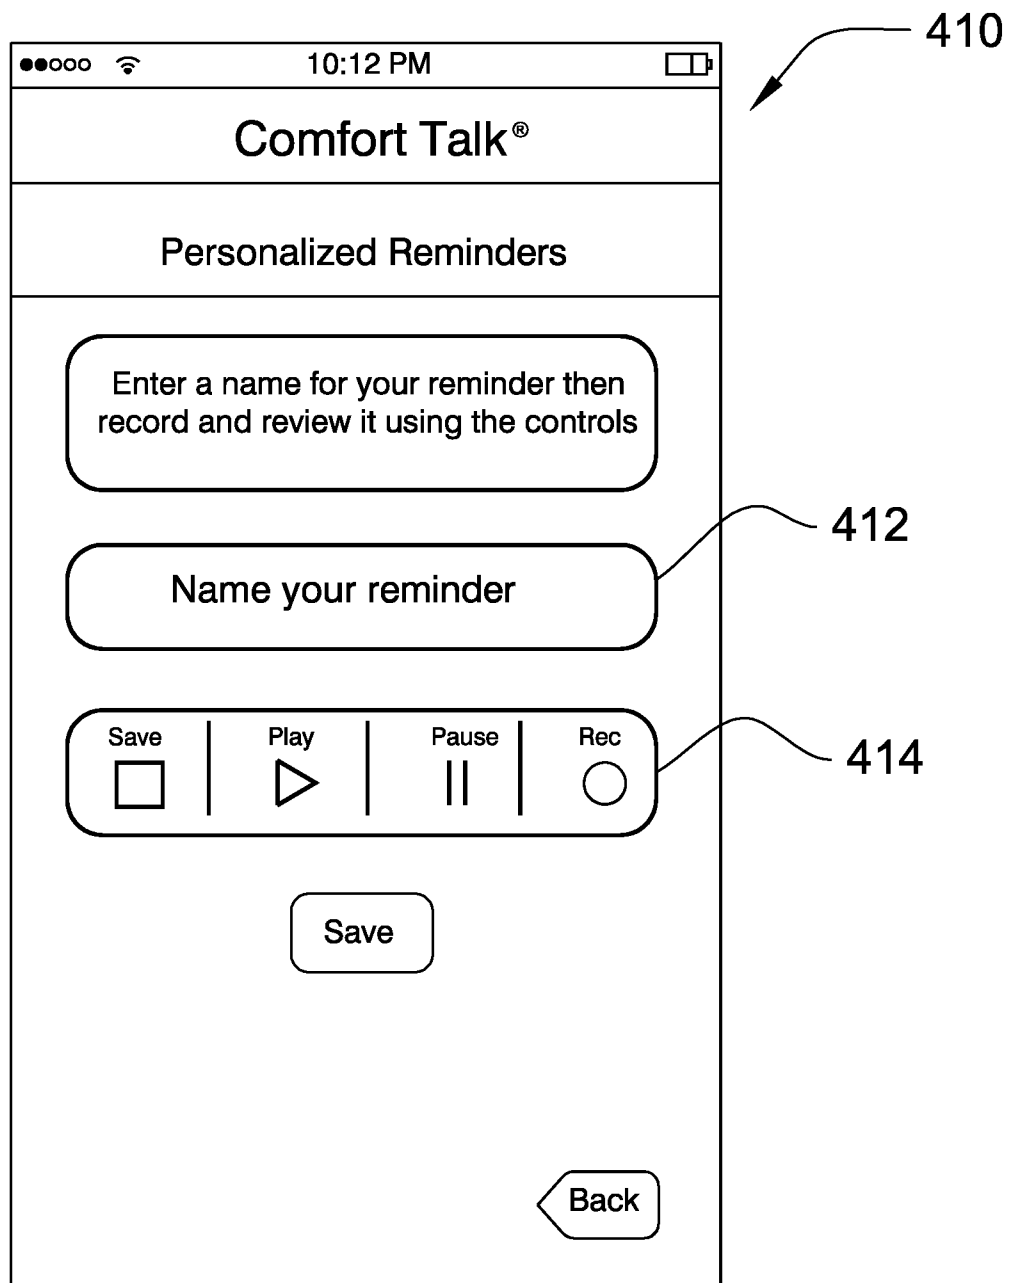 410
10:12 PM
Comfort Talk®
Personalized Reminders
Enter a name for your reminder then
record and review it using the controls
412
Name your reminder
Save Play Pause Rec
414
Save
Back